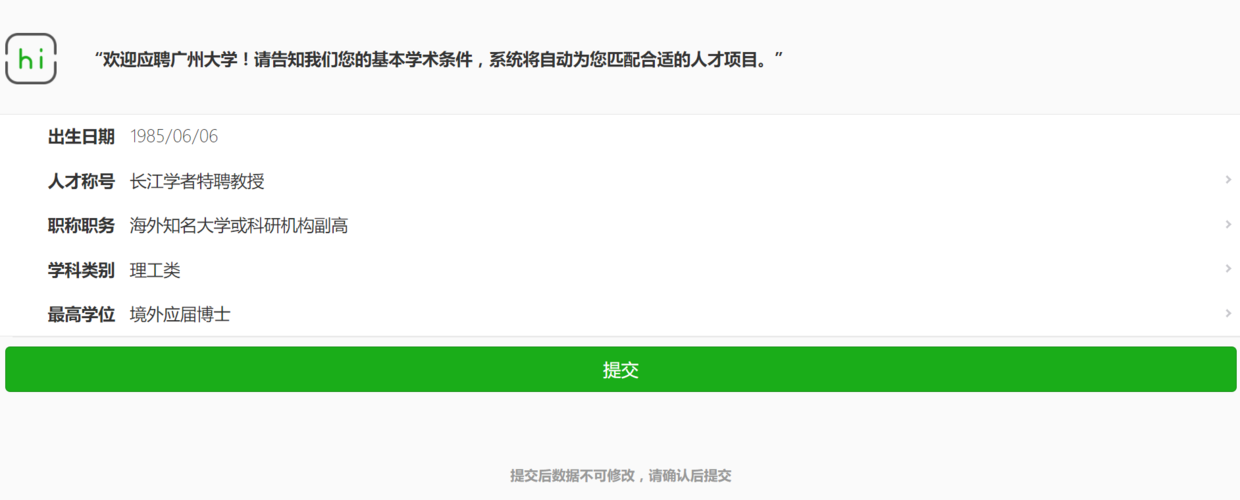 hi
“欢迎应聘广州大学！请告知我们您的基本学术条件，系统将自动为您匹配合适的人才项目。”
出生日期 1985/06/06
人才称号 长江学者特聘教授
职称职务 海外知名大学或科研机构副高
学科类别 理工类
最高学位 境外应届博士
提交
提交后数据不可修改，请确认后提交